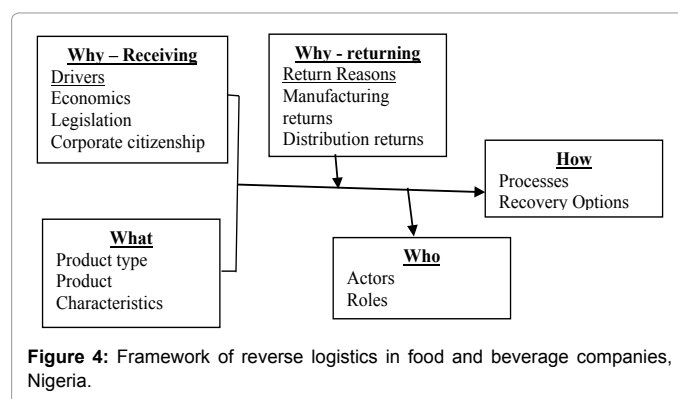 Why – Receiving
Drivers
Economics
Legislation
Corporate citizenship
Why - returning
Return Reasons
Manufacturing
returns
Distribution returns
How
Processes
Recovery Options
What
Product type
Product
Characteristics
Who
Actors
Roles
Figure 4: Framework of reverse logistics in food and beverage companies,
Nigeria.